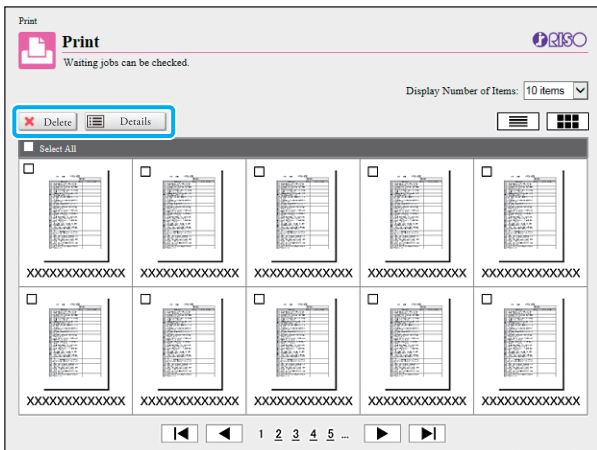 Print
Print
RISO
Waiting jobs can be checked.
Display Number of Items: 10 items
Delete Details
Select All
XXXXXXXXXXXXX XXXXXXXXXXXXX XXXXXXXXXXXXX XXXXXXXXXXXXX XXXXXXXXXXXXX
XXXXXXXXXXXXX XXXXXXXXXXXXX XXXXXXXXXXXXX XXXXXXXXXXXXX XXXXXXXXXXXXX
1 2 3 4 5 ...